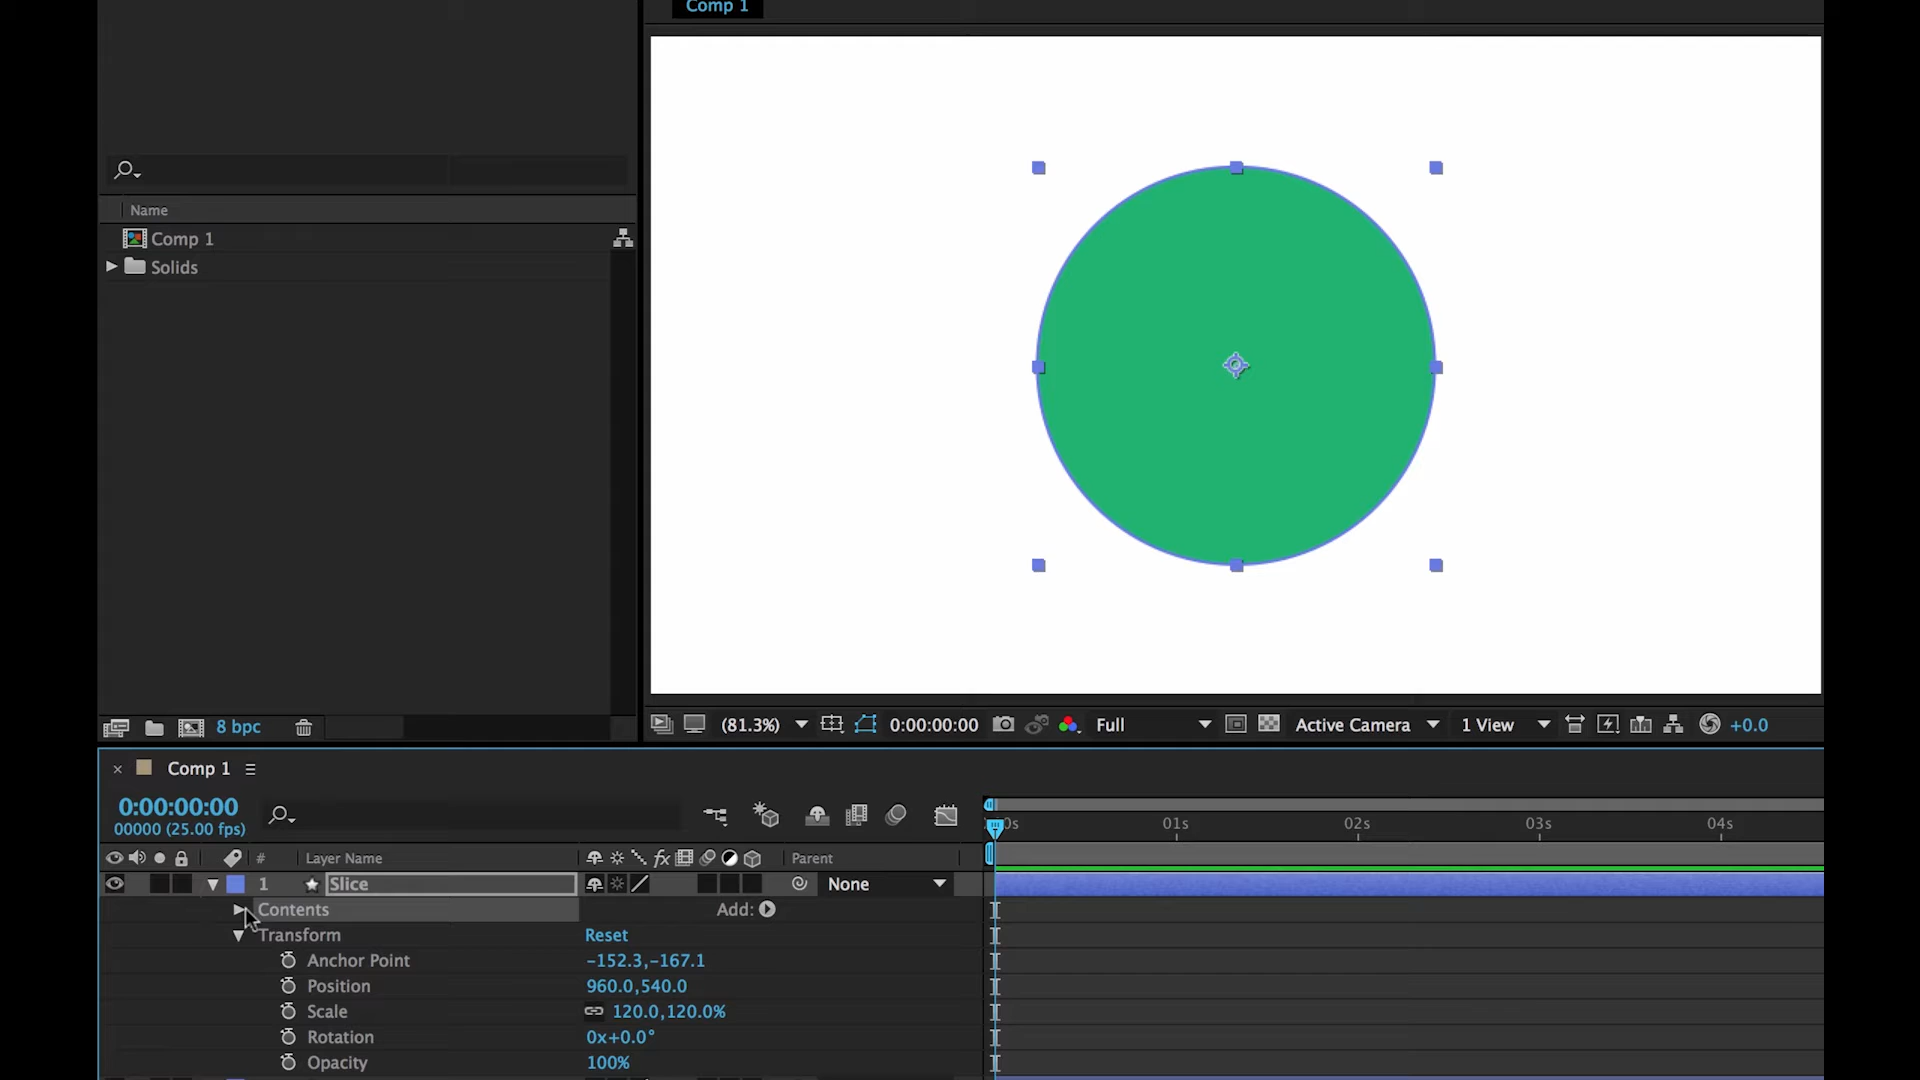 Comp 1
Name
Comp 1
Solids
8 bpc
(81.3%) 0:00:00:00 Full Active Camera 1 View +0.0
× Comp 1
0:00:00:00
00000 (25.00 fps)
0s 01s 02s 03s 04s
# Layer Name fx Parent
1 Slice None
Contents Add:
Transform Reset
Anchor Point -152.3,-167.1
Position 960.0,540.0
Scale 120.0,120.0%
Rotation 0x+0.0°
Opacity 100%